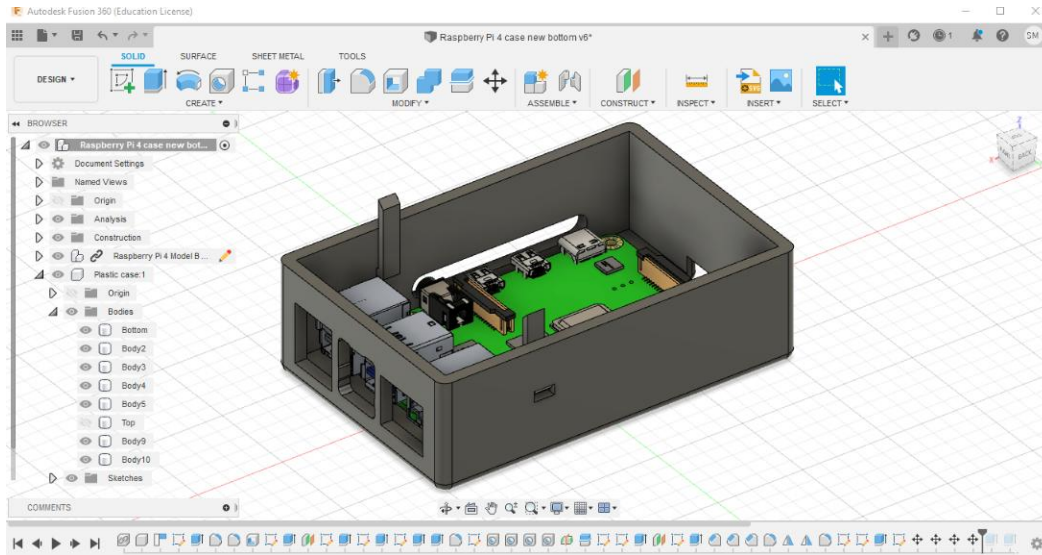 Autodesk Fusion 360 (Education License)
Raspberry Pi 4 case new bottom v6*
1
SM
DESIGN
SOLID
SURFACE
SHEET METAL
TOOLS
CREATE
MODIFY
ASSEMBLE
CONSTRUCT
INSPECT
INSERT
SELECT
BROWSER
Raspberry Pi 4 case new bot...
Document Settings
Named Views
Origin
Analysis
Construction
Raspberry Pi 4 Model B ...
Plastic case:1
Origin
Bodies
Bottom
Body2
Body3
Body4
Body5
Top
Body9
Body10
Sketches
BACK
COMMENTS